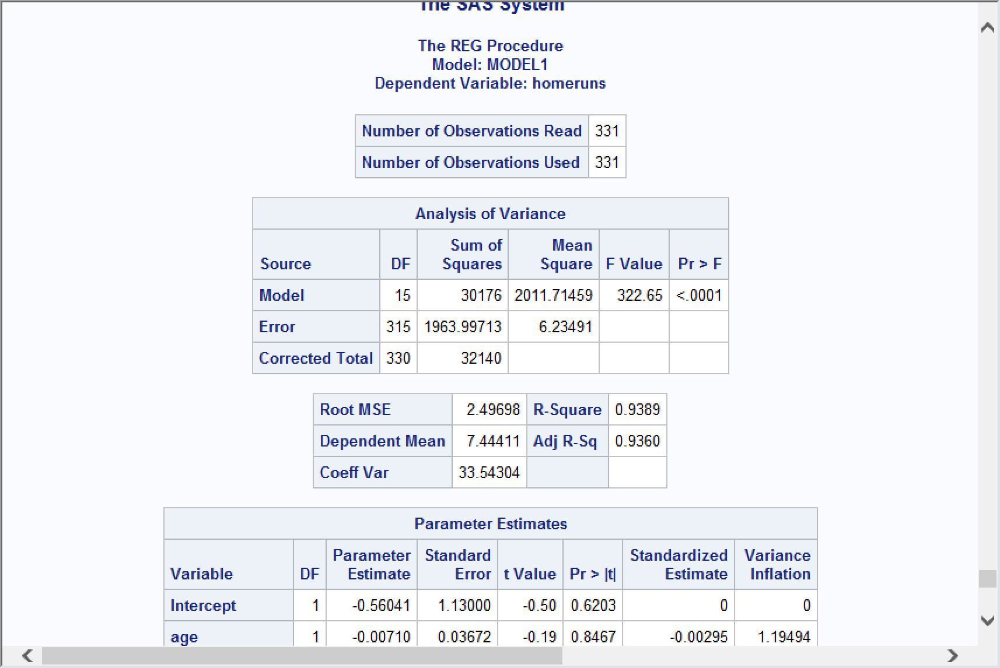 The SAS System
The REG Procedure
Model: MODEL1
Dependent Variable: homeruns
Number of Observations Read 331
Number of Observations Used 331
Analysis of Variance
Source DF Sum of Squares Mean Square F Value Pr > F
Model 15 30176 2011.71459 322.65 <.0001
Error 315 1963.99713 6.23491
Corrected Total 330 32140
Root MSE 2.49698 R-Square 0.9389
Dependent Mean 7.44411 Adj R-Sq 0.9360
Coeff Var 33.54304
Parameter Estimates
Variable DF Parameter Estimate Standard Error t Value Pr > |t| Standardized Estimate Variance Inflation
Intercept 1 -0.56041 1.13000 -0.50 0.6203 0 0
age 1 -0.00710 0.03672 -0.19 0.8467 -0.00295 1.19494